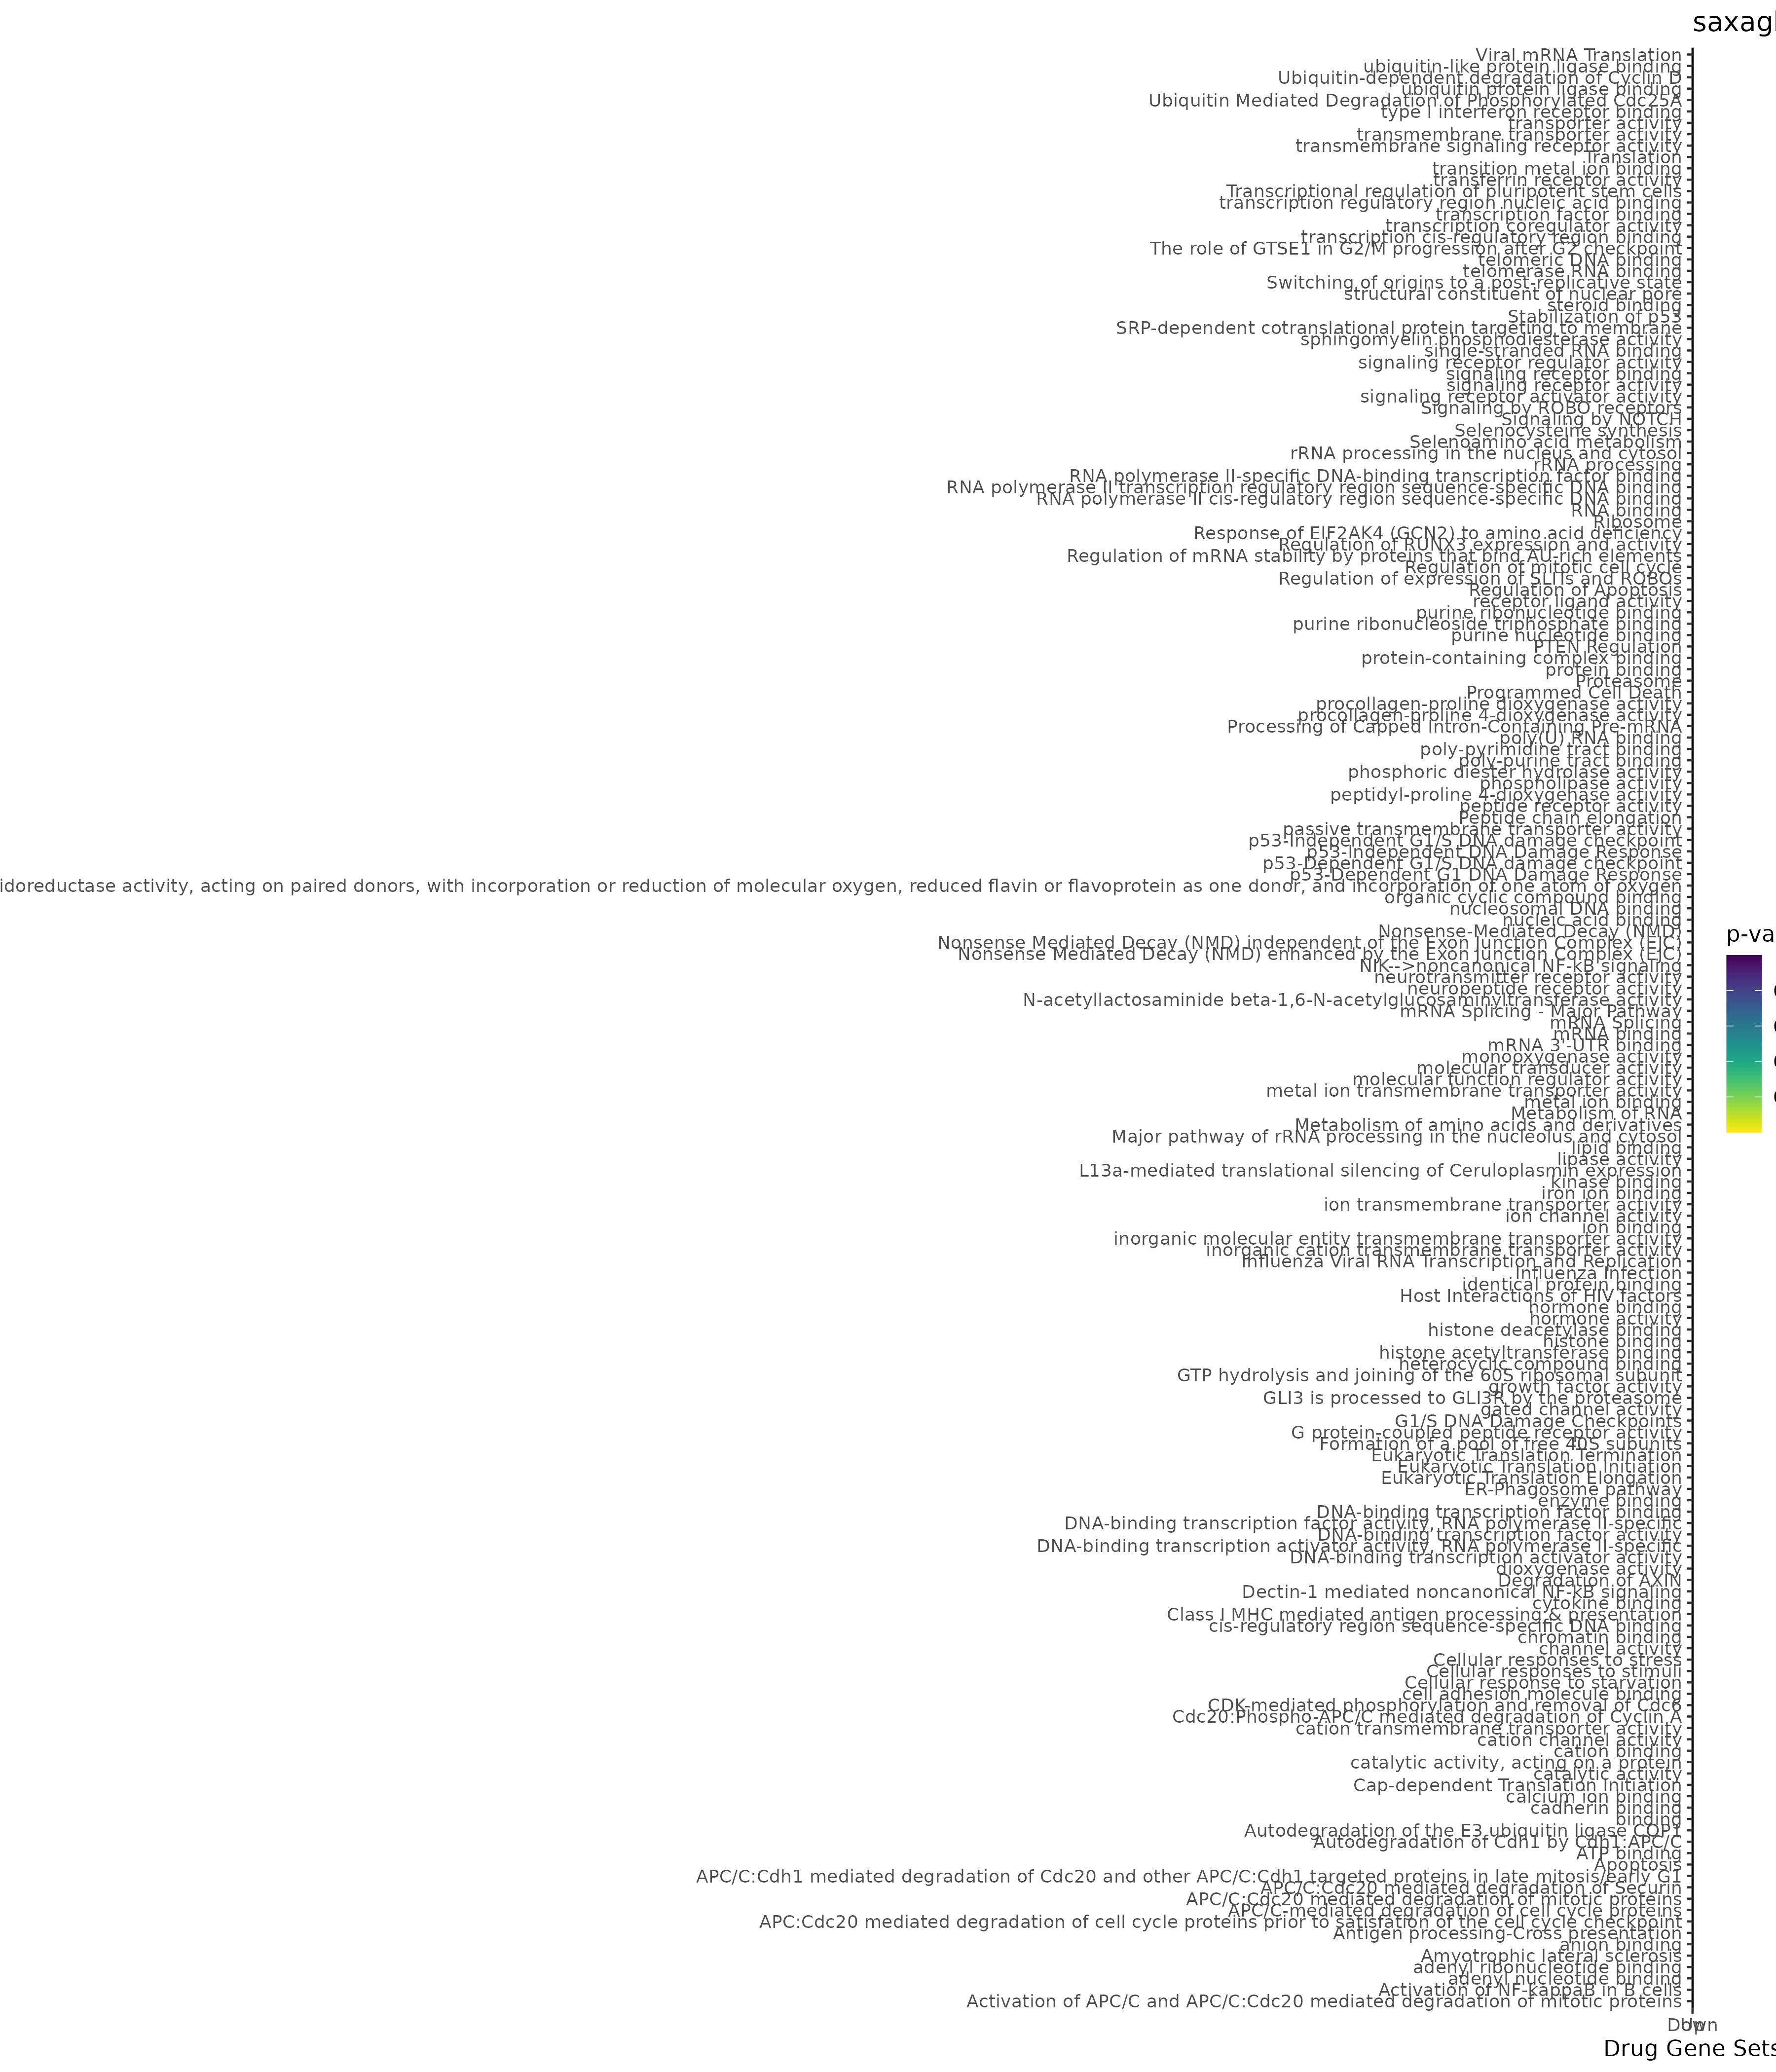 saxag
Viral mRNA Translation
ubiquitin-like protein ligase binding
Ubiquitin-dependent degradation of Cyclin D
ubiquitin protein ligase binding
Ubiquitin Mediated Degradation of Phosphorylated Cdc25A
type I interferon receptor binding
transporter activity
transmembrane transporter activity
transmembrane signaling receptor activity
Translation
transition metal ion binding
transferrin receptor activity
Transcriptional regulation of pluripotent stem cells
transcription regulatory region nucleic acid binding
transcription factor binding
transcription coregulator activity
transcription cis-regulatory region binding
The role of GTSE1 in G2/M progression after G2 checkpoint
telomeric DNA binding
telomerase RNA binding
Switching of origins to a post-replicative state
structural constituent of nuclear pore
steroid binding
Stabilization of p53
SRP-dependent cotranslational protein targeting to membrane
sphingomyelin phosphodiesterase activity
single-stranded RNA binding
signaling receptor regulator activity
signaling receptor binding
signaling receptor activity
signaling receptor activator activity
Signaling by ROBO receptors
Signaling by NOTCH
Selenocysteine synthesis
Selenoamino acid metabolism
rRNA processing in the nucleus and cytosol
rRNA processing
RNA polymerase II-specific DNA-binding transcription factor binding
RNA polymerase II transcription regulatory region sequence-specific DNA binding
RNA polymerase II cis-regulatory region sequence-specific DNA binding
RNA binding
Ribosome
Response of EIF2AK4 (GCN2) to amino acid deficiency
Regulation of RUNX3 expression and activity
Regulation of mRNA stability by proteins that bind AU-rich elements
Regulation of mitotic cell cycle
Regulation of expression of SLITs and ROBOs
Regulation of Apoptosis
receptor ligand activity
purine ribonucleotide binding
purine ribonucleoside triphosphate binding
purine nucleotide binding
PTEN Regulation
protein-containing complex binding
protein binding
Proteasome
Programmed Cell Death
procollagen-proline dioxygenase activity
procollagen-proline 4-dioxygenase activity
Processing of Capped Intron-Containing Pre-mRNA
poly(U) RNA binding
poly-pyrimidine tract binding
poly-purine tract binding
phosphoric diester hydrolase activity
phospholipase activity
peptidyl-proline 4-dioxygenase activity
peptide receptor activity
Peptide chain elongation
passive transmembrane transporter activity
p53-Independent G1/S DNA damage checkpoint
p53-Independent DNA Damage Response
p53-Dependent G1/S DNA damage checkpoint
p53-Dependent G1 DNA Damage Response
idoreductase activity, acting on paired donors, with incorporation or reduction of molecular oxygen, reduced flavin or flavoprotein as one donor, and incorporation of one atom of oxygen
organic cyclic compound binding
nucleosomal DNA binding
nucleic acid binding
Nonsense-Mediated Decay (NMD)
Nonsense Mediated Decay (NMD) independent of the Exon Junction Complex (EJC)
Nonsense Mediated Decay (NMD) enhanced by the Exon Junction Complex (EJC)
NIK-->noncanonical NF-kB signaling
neurotransmitter receptor activity
neuropeptide receptor activity
N-acetyllactosaminide beta-1,6-N-acetylglucosaminyltransferase activity
mRNA Splicing - Major Pathway
mRNA Splicing
mRNA binding
mRNA 3'-UTR binding
monooxygenase activity
molecular transducer activity
molecular function regulator activity
metal ion transmembrane transporter activity
metal ion binding
Metabolism of RNA
Metabolism of amino acids and derivatives
Major pathway of rRNA processing in the nucleolus and cytosol
lipid binding
lipase activity
L13a-mediated translational silencing of Ceruloplasmin expression
kinase binding
iron ion binding
ion transmembrane transporter activity
ion channel activity
ion binding
inorganic molecular entity transmembrane transporter activity
inorganic cation transmembrane transporter activity
Influenza Viral RNA Transcription and Replication
Influenza Infection
identical protein binding
Host Interactions of HIV factors
hormone binding
hormone activity
histone deacetylase binding
histone binding
histone acetyltransferase binding
heterocyclic compound binding
GTP hydrolysis and joining of the 60S ribosomal subunit
growth factor activity
GLI3 is processed to GLI3R by the proteasome
gated channel activity
G1/S DNA Damage Checkpoints
G protein-coupled peptide receptor activity
Formation of a pool of free 40S subunits
Eukaryotic Translation Termination
Eukaryotic Translation Initiation
Eukaryotic Translation Elongation
ER-Phagosome pathway
enzyme binding
DNA-binding transcription factor binding
DNA-binding transcription factor activity, RNA polymerase II-specific
DNA-binding transcription factor activity
DNA-binding transcription activator activity, RNA polymerase II-specific
DNA-binding transcription activator activity
dioxygenase activity
Degradation of AXIN
Dectin-1 mediated noncanonical NF-kB signaling
cytokine binding
Class I MHC mediated antigen processing & presentation
cis-regulatory region sequence-specific DNA binding
chromatin binding
channel activity
Cellular responses to stress
Cellular responses to stimuli
Cellular response to starvation
cell adhesion molecule binding
CDK-mediated phosphorylation and removal of Cdc6
Cdc20:Phospho-APC/C mediated degradation of Cyclin A
cation transmembrane transporter activity
cation channel activity
cation binding
catalytic activity, acting on a protein
catalytic activity
Cap-dependent Translation Initiation
calcium ion binding
cadherin binding
binding
Autodegradation of the E3 ubiquitin ligase COP1
Autodegradation of Cdh1 by Cdh1:APC/C
ATP binding
Apoptosis
APC/C:Cdh1 mediated degradation of Cdc20 and other APC/C:Cdh1 targeted proteins in late mitosis/early G1
APC/C:Cdc20 mediated degradation of Securin
APC/C:Cdc20 mediated degradation of mitotic proteins
APC/C-mediated degradation of cell cycle proteins
APC:Cdc20 mediated degradation of cell cycle proteins prior to satisfation of the cell cycle checkpoint
Antigen processing-Cross presentation
anion binding
Amyotrophic lateral sclerosis
adenyl ribonucleotide binding
adenyl nucleotide binding
Activation of NF-kappaB in B cells
Activation of APC/C and APC/C:Cdc20 mediated degradation of mitotic proteins
Down
Up
Drug Gene Sets
p-va